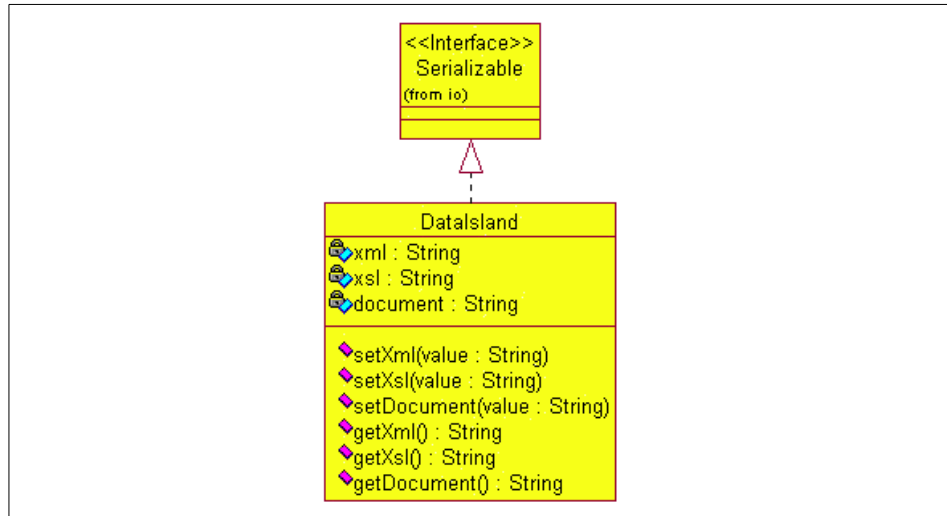 <<Interface>>
Serializable
(from io)
DataIsland
xml : String
xsl : String
document : String
setXml(value : String)
setXsl(value : String)
setDocument(value : String)
getXml() : String
getXsl() : String
getDocument() : String